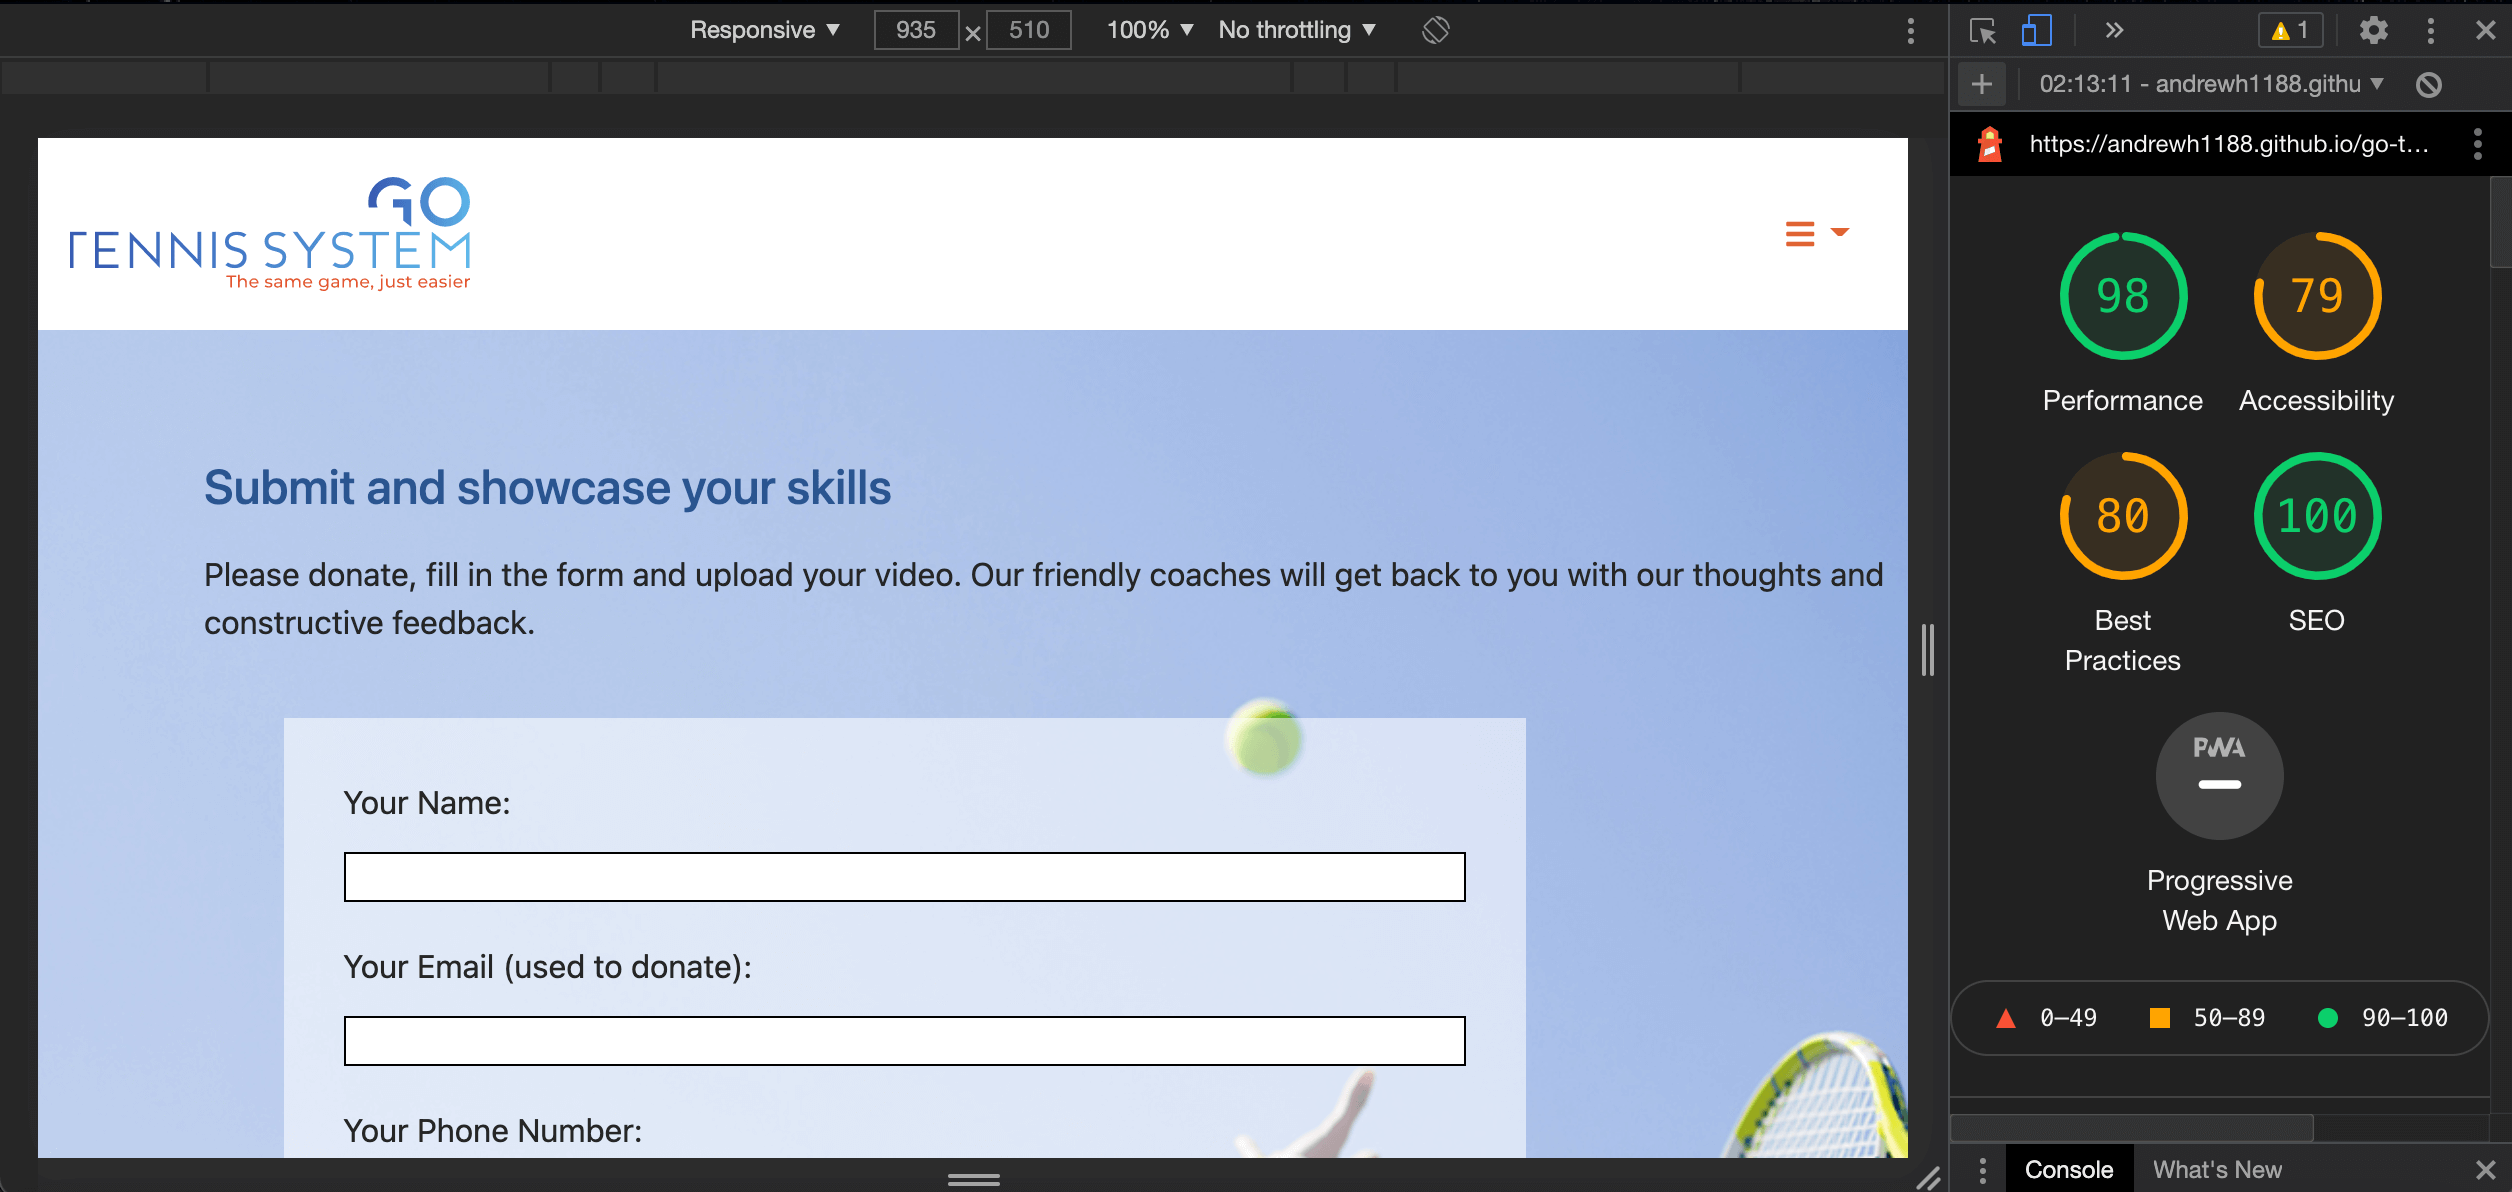 Responsive ▼ 935 × 510 100% ▼ No throttling ▼
1
02:13:11 - andrewh1188.githu ▼
https://andrewh1188.github.io/go-t...
GO
TENNIS SYSTEM
The same game, just easier
Submit and showcase your skills
Please donate, fill in the form and upload your video. Our friendly coaches will get back to you with our thoughts and
constructive feedback.
Your Name:
Your Email (used to donate):
Your Phone Number:
98 79
Performance Accessibility
80 100
Best
Practices
SEO
PWA
Progressive
Web App
0–49 50–89 90–100
Console What's New